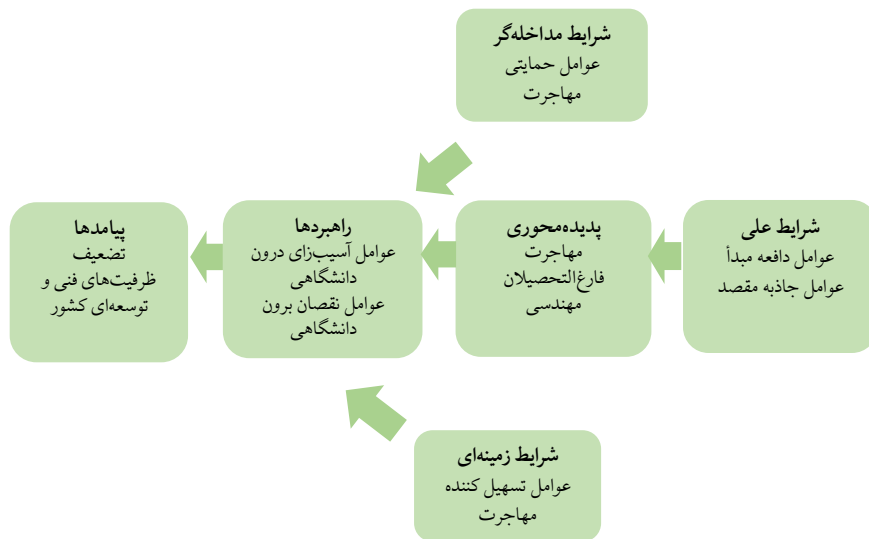 شرایط مداخله‌گر
عوامل حمایتی
مهاجرت
شرایط علی
عوامل دافعه مبدأ
عوامل جاذبه مقصد
پدیده‌محوری
مهاجرت
فارغ‌التحصیلان
مهندسی
راهبردها
عوامل آسیب‌زای درون
دانشگاهی
عوامل نقصان برون
دانشگاهی
پیامدها
تضعیف
ظرفیت‌های فنی و
توسعه‌ای کشور
شرایط زمینه‌ای
عوامل تسهیل کننده
مهاجرت